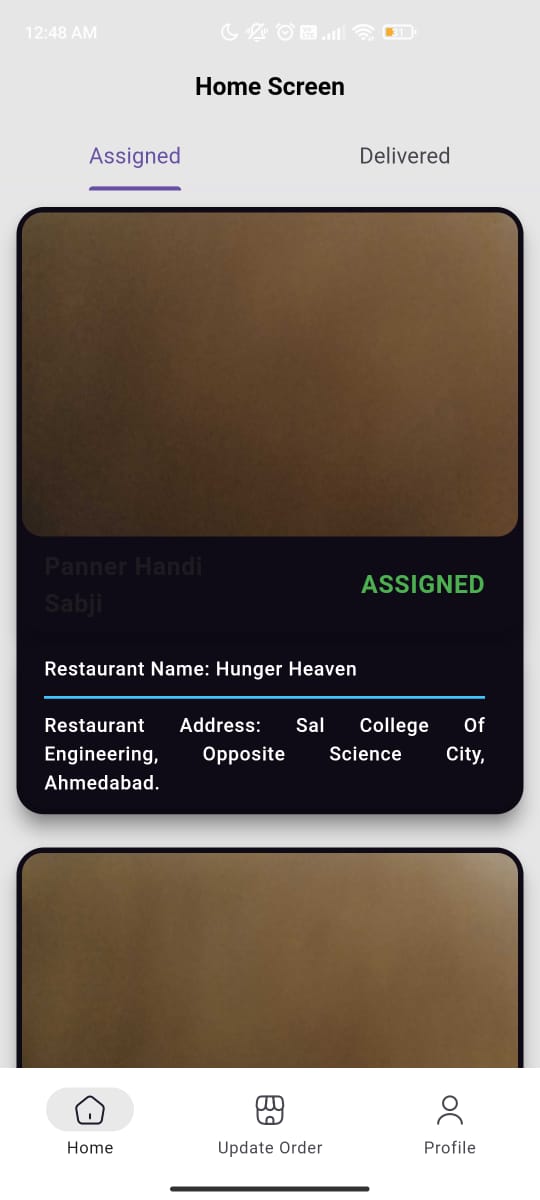 12:48 AM
31
Home Screen
Assigned Delivered
Panner Handi
Sabji
ASSIGNED
Restaurant Name: Hunger Heaven
Restaurant Address: Sal College Of
Engineering, Opposite Science City,
Ahmedabad.
Home Update Order Profile